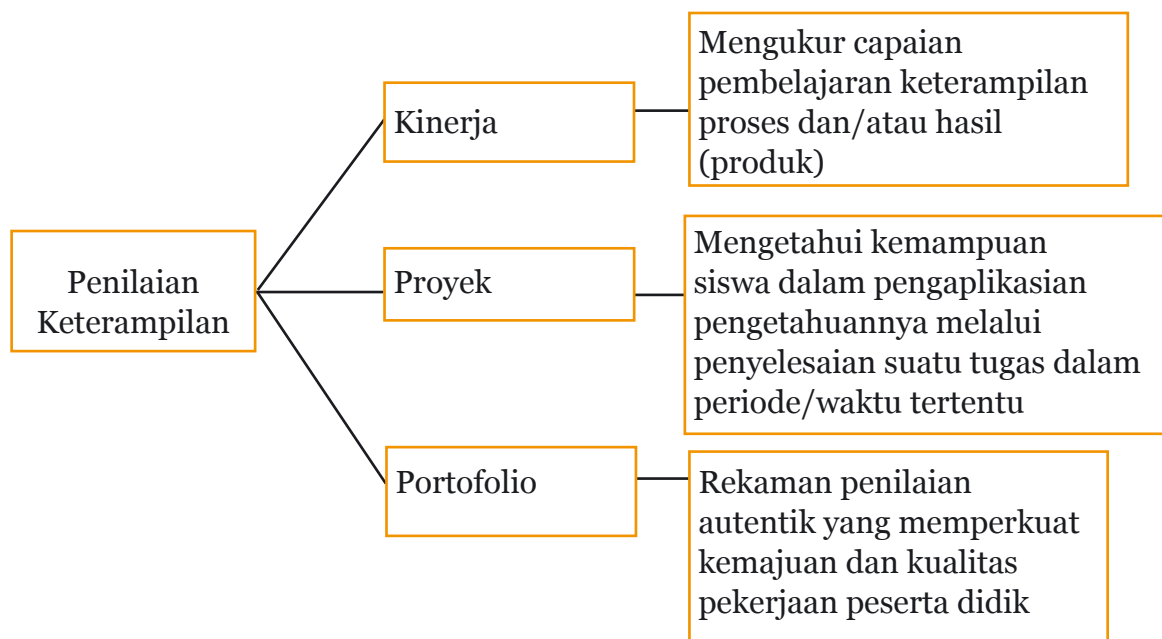 Penilaian
Keterampilan
Kinerja
Mengukur capaian
pembelajaran keterampilan
proses dan/atau hasil
(produk)
Proyek
Mengetahui kemampuan
siswa dalam pengaplikasian
pengetahuannya melalui
penyelesaian suatu tugas dalam
periode/waktu tertentu
Portofolio
Rekaman penilaian
autentik yang memperkuat
kemajuan dan kualitas
pekerjaan peserta didik